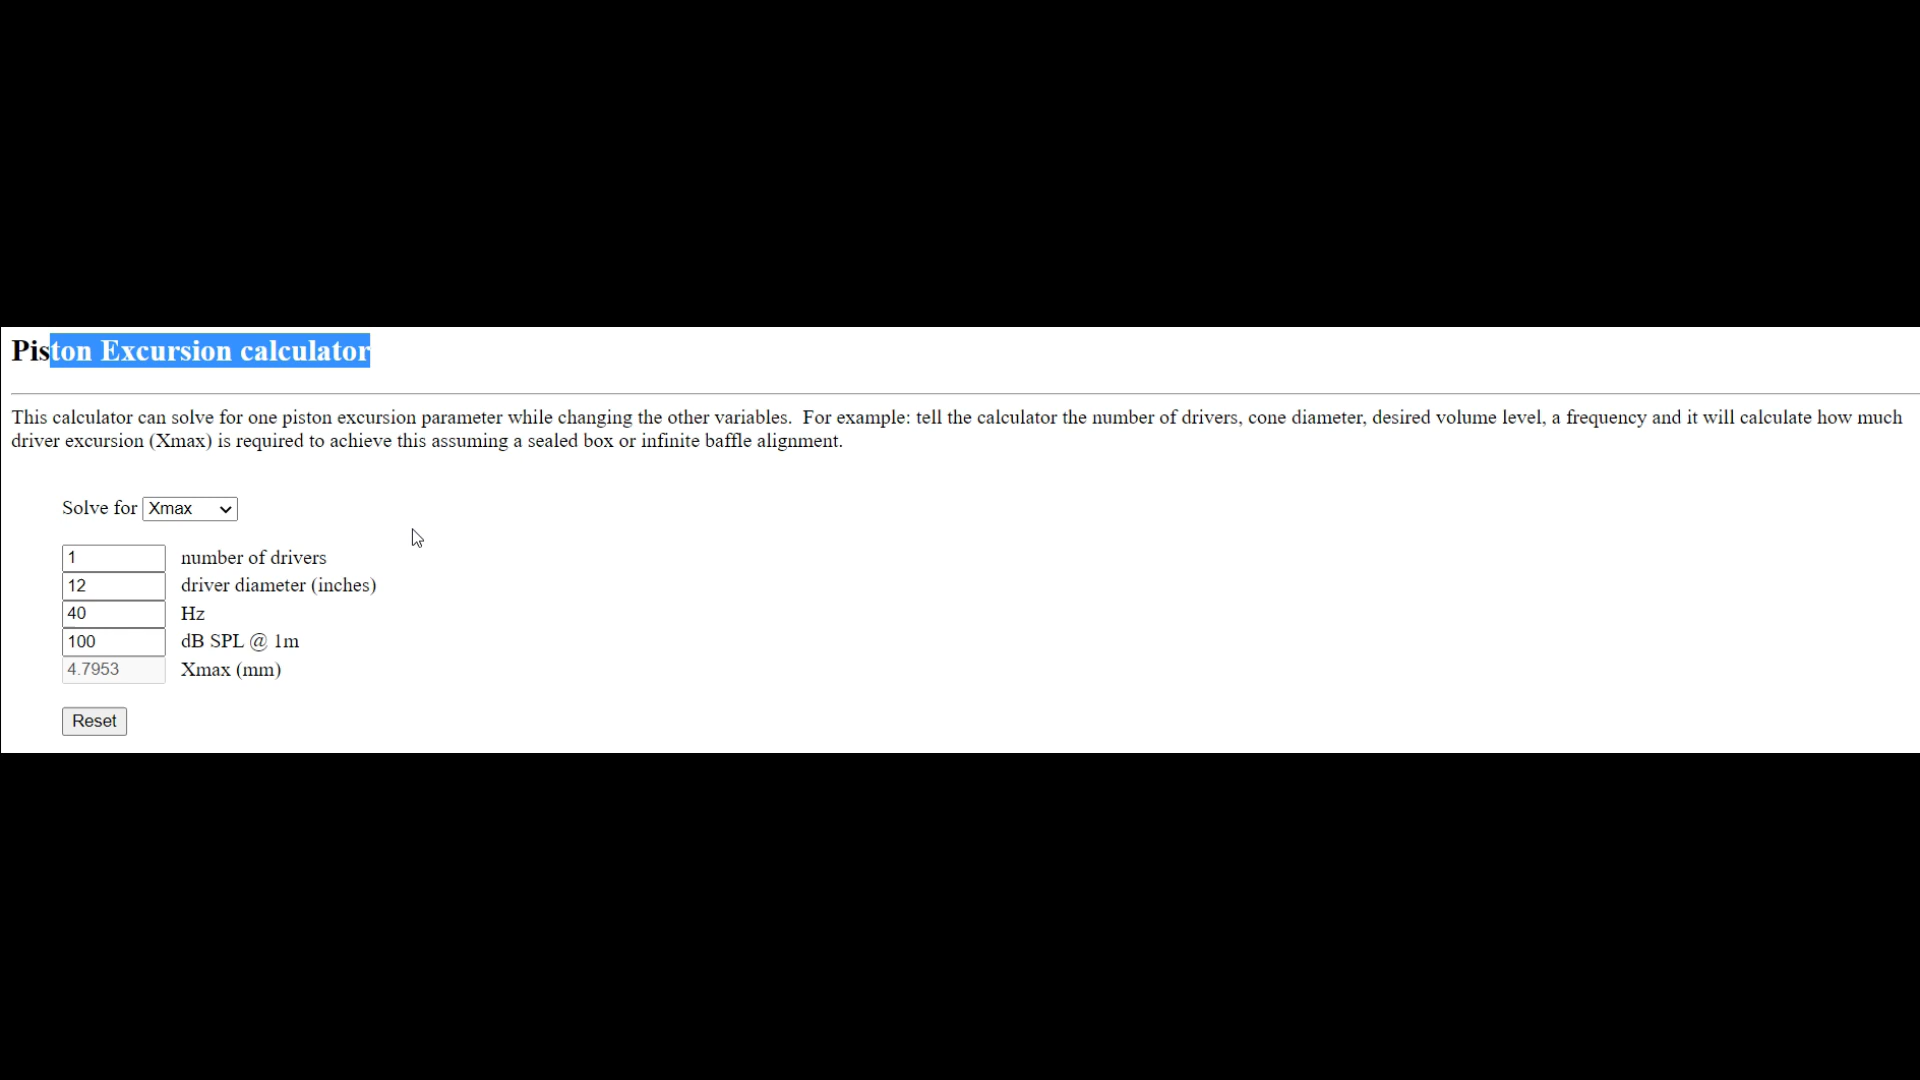 Piston Excursion calculator
This calculator can solve for one piston excursion parameter while changing the other variables.  For example: tell the calculator the number of drivers, cone diameter, desired volume level, a frequency and it will calculate how much
driver excursion (Xmax) is required to achieve this assuming a sealed box or infinite baffle alignment.
Solve for Xmax
1 number of drivers
12 driver diameter (inches)
40 Hz
100 dB SPL @ 1m
4.7953 Xmax (mm)
Reset